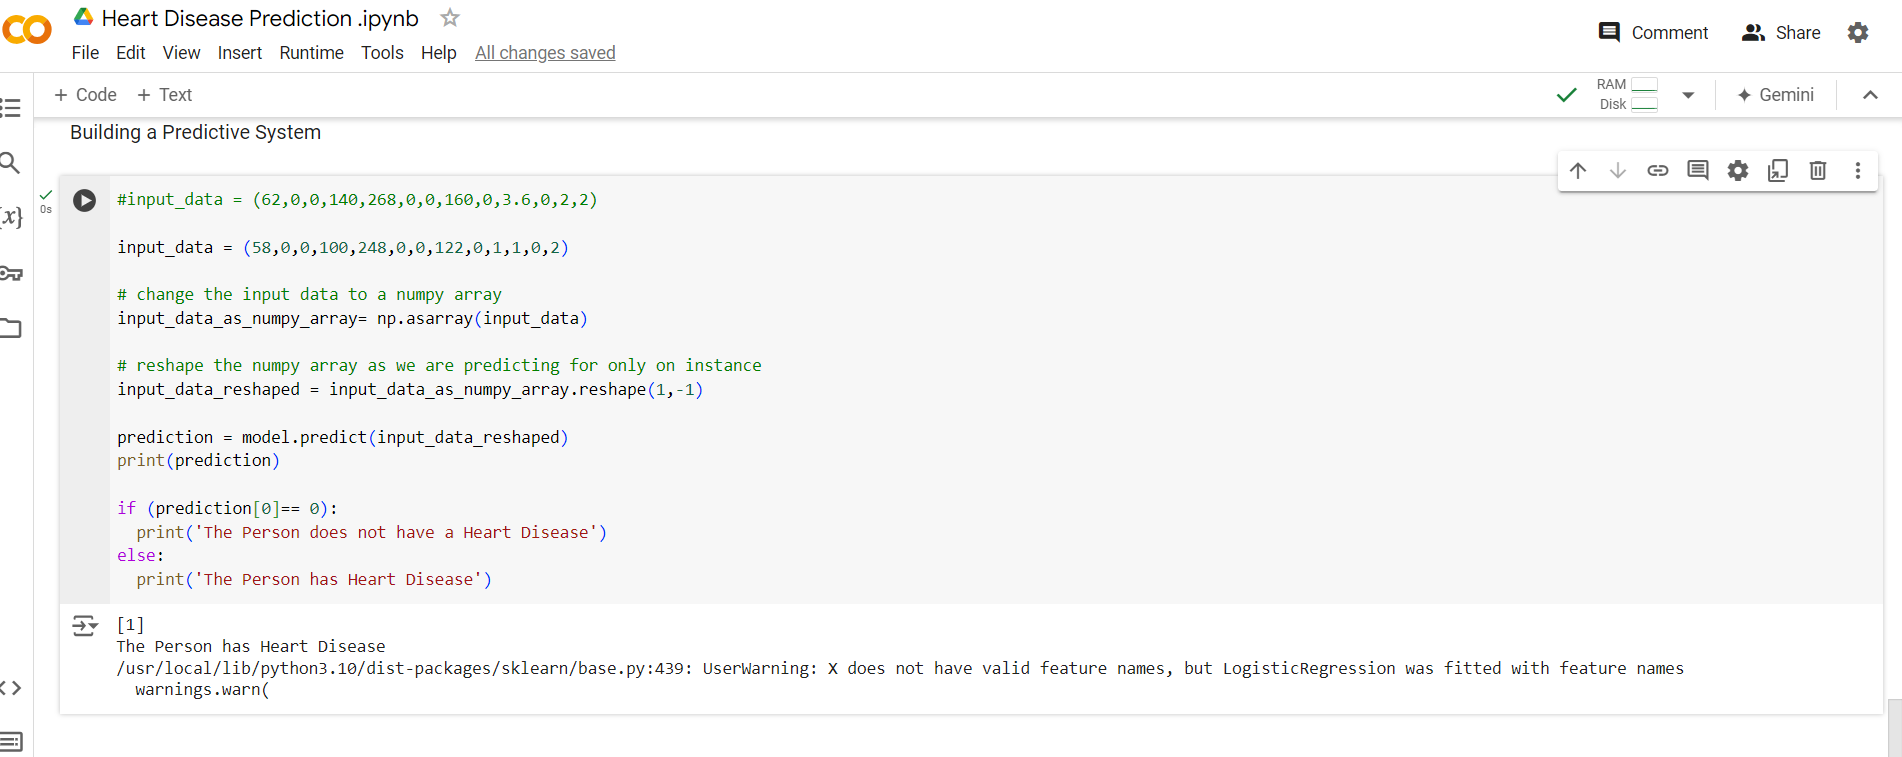 Heart Disease Prediction .ipynb
Comment Share
File Edit View Insert Runtime Tools Help All changes saved
+ Code + Text
RAM
Disk
Gemini
Building a Predictive System
{x}
0s
#input_data = (62,0,0,140,268,0,0,160,0,3.6,0,2,2)
input_data = (58,0,0,100,248,0,0,122,0,1,1,0,2)
# change the input data to a numpy array
input_data_as_numpy_array= np.asarray(input_data)
# reshape the numpy array as we are predicting for only on instance
input_data_reshaped = input_data_as_numpy_array.reshape(1,-1)
prediction = model.predict(input_data_reshaped)
print(prediction)
if (prediction[0]== 0):
print('The Person does not have a Heart Disease')
else:
print('The Person has Heart Disease')
[1]
The Person has Heart Disease
/usr/local/lib/python3.10/dist-packages/sklearn/base.py:439: UserWarning: X does not have valid feature names, but LogisticRegression was fitted with feature names
warnings.warn(